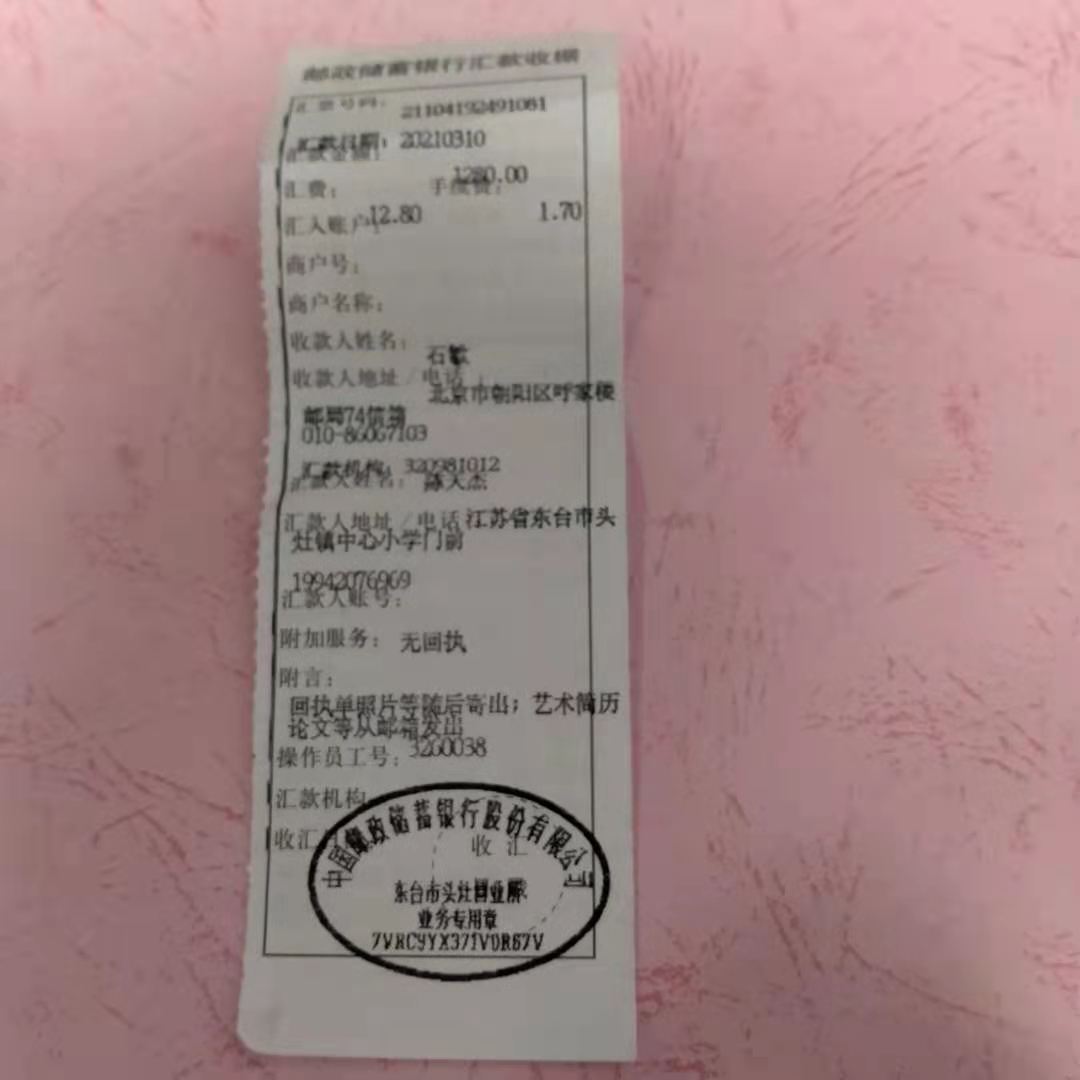 邮政储蓄银行汇款收据
汇票号码: 21104192491081
汇款日期: 20210310
汇款金额: 1280.00
汇费: 12.80 手续费: 1.70
汇入账户:
商户号:
商户名称:
收款人姓名: 石
收款人地址/电话: 北京市朝阳区呼家楼
邮局74信箱
010-86067103
汇款机构: 320981012
汇款人姓名: 陈天杰
汇款人地址/电话 江苏省东台市头
灶镇中心小学门前
19942076969
汇款人账号:
附加服务: 无回执
附言:
回执单照片等随后寄出; 艺术简历
论文等从邮箱发出
操作员工号: 3260038
汇款机构
收汇
中国邮政储蓄银行股份有限公司
收汇
东台市头灶营业所
业务专用章
7VRC9YX371V0R67V